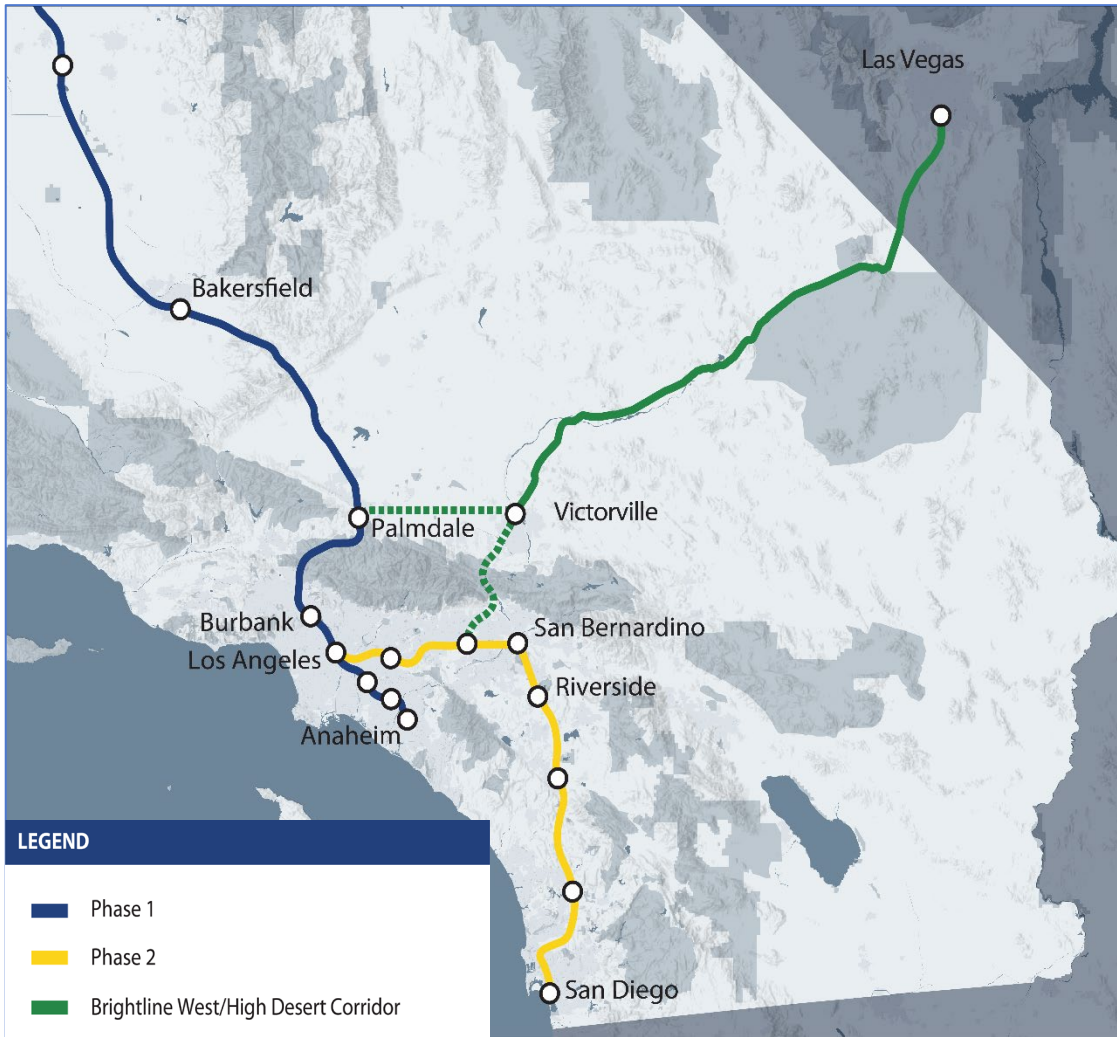 Las Vegas
Bakersfield
Palmdale
Victorville
Burbank
San Bernardino
Los Angeles
Riverside
Anaheim
San Diego
LEGEND
Phase 1
Phase 2
Brightline West/High Desert Corridor